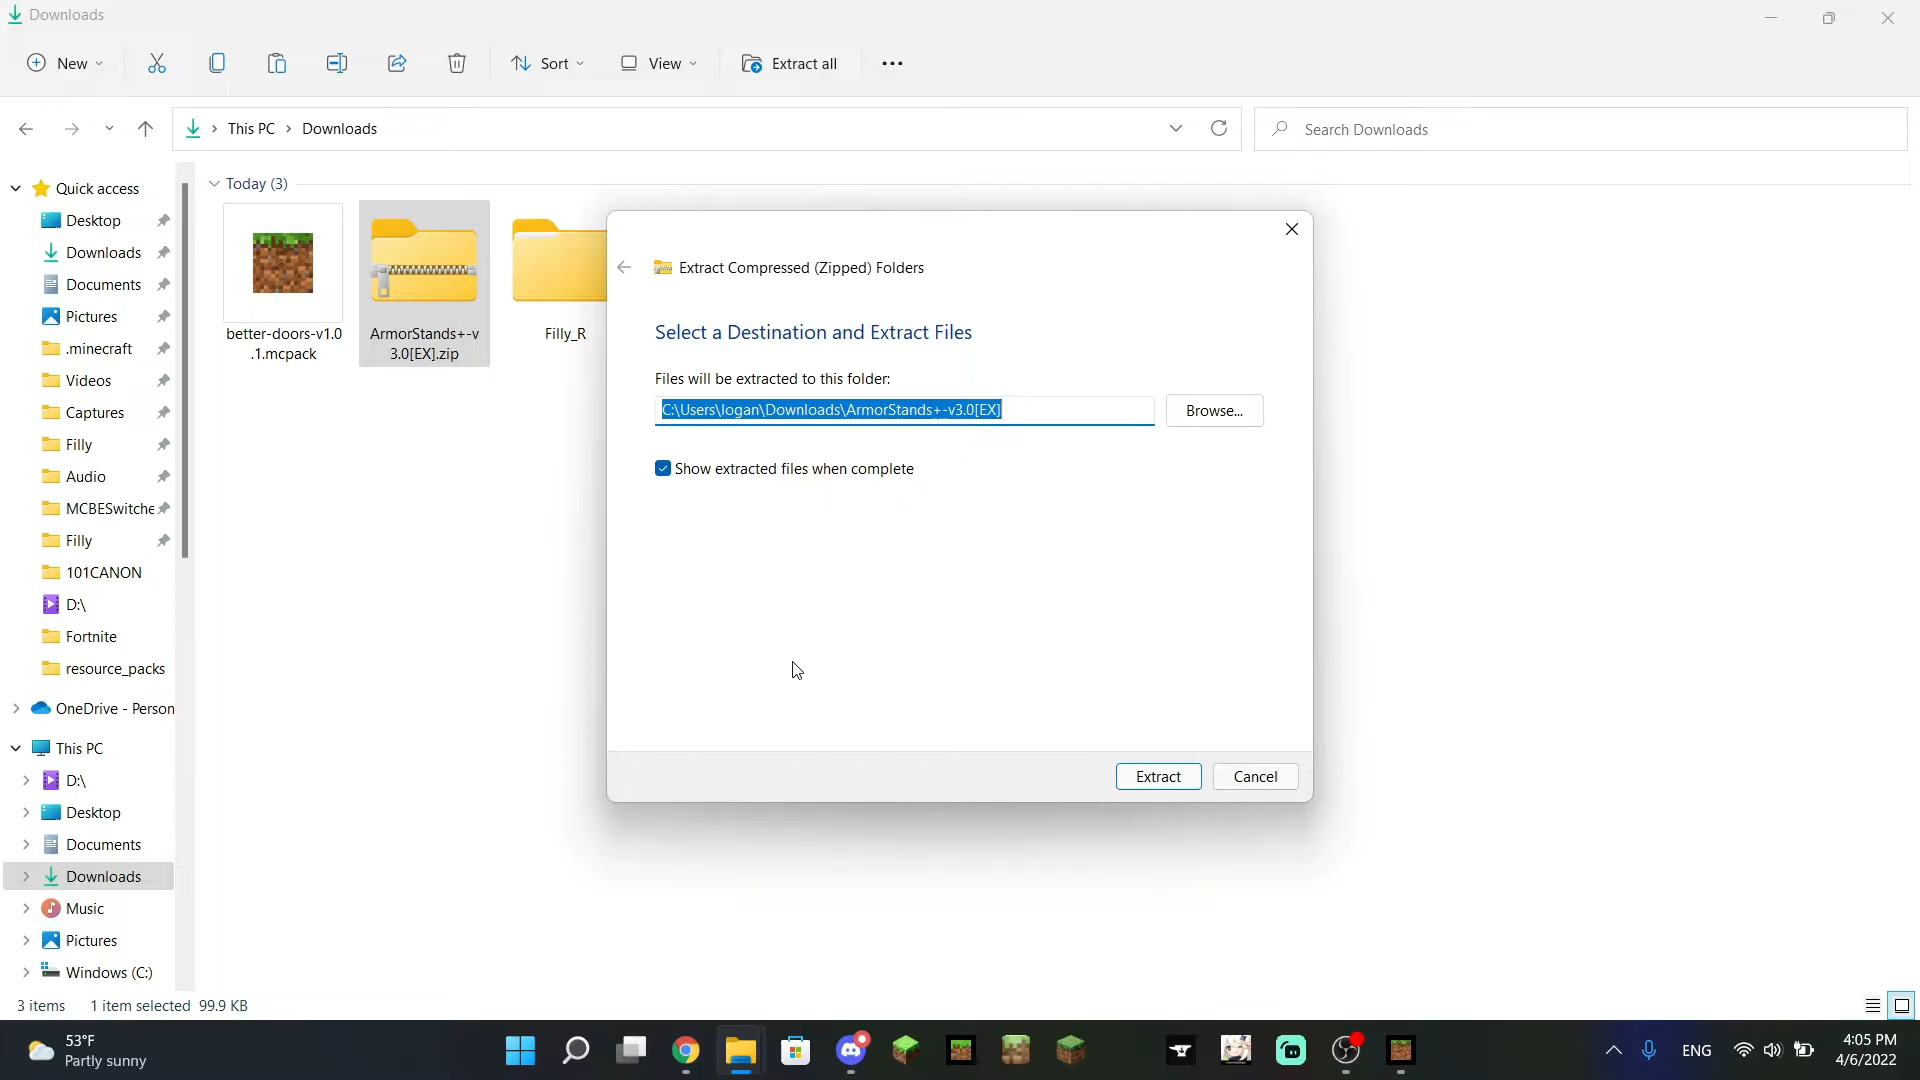 Downloads
New
Sort
View
Extract all
This PC
Downloads
Search Downloads
Quick access
Desktop
Downloads
Documents
Pictures
.minecraft
Videos
Captures
Filly
Audio
MCBESwitche
Filly
101CANON
D:\
Fortnite
resource_packs
OneDrive - Person
This PC
D:\
Desktop
Documents
Downloads
Music
Pictures
Windows (C:)
Today (3)
better-doors-v1.0
.1.mcpack
ArmorStands+-v
3.0[EX].zip
Filly_R
Extract Compressed (Zipped) Folders
Select a Destination and Extract Files
Files will be extracted to this folder:
C:\Users\logan\Downloads\ArmorStands+-v3.0[EX]
Browse...
Show extracted files when complete
Extract
Cancel
3 items
1 item selected 99.9 KB
53°F
Partly sunny
ENG
4:05 PM
4/6/2022